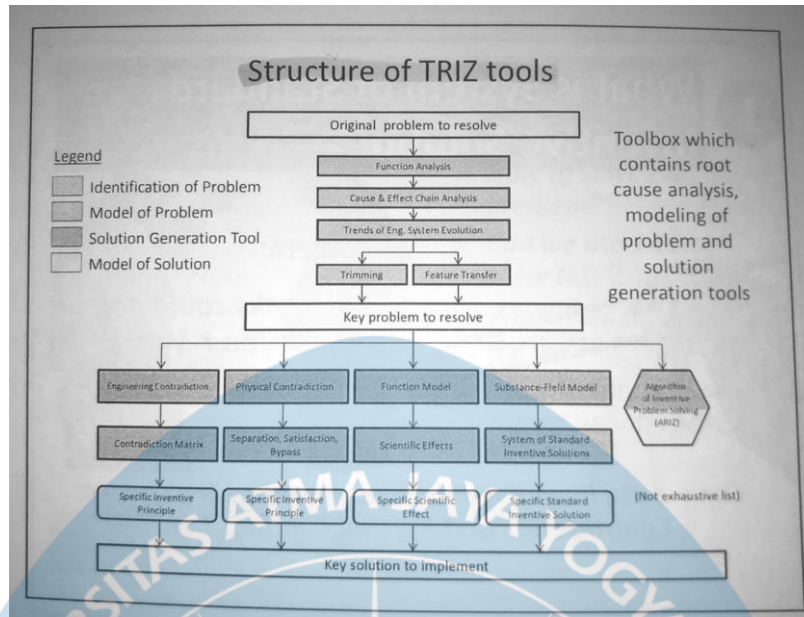 Structure of TRIZ tools
Original problem to resolve
Legend
Identification of Problem
Model of Problem
Solution Generation Tool
Model of Solution
Function Analysis
Cause & Effect Chain Analysis
Trends of Eng. System Evolution
Trimming
Feature Transfer
Toolbox which
contains root
cause analysis,
modeling of
problem and
solution
generation tools
Key problem to resolve
Engineering Contradiction
Physical Contradiction
Function Model
Substance-Field Model
Algorithm
of Inventive
Problem Solving
(ARIZ)
Contradiction Matrix
Separation, Satisfaction,
Bypass
Scientific Effects
System of Standard
Inventive Solutions
Specific Inventive
Principle
Specific Inventive
Principle
Specific Scientific
Effect
Specific Standard
Inventive Solution
(Not exhaustive list)
Key solution to implement
SITAS ATMA JAYA YOGYA